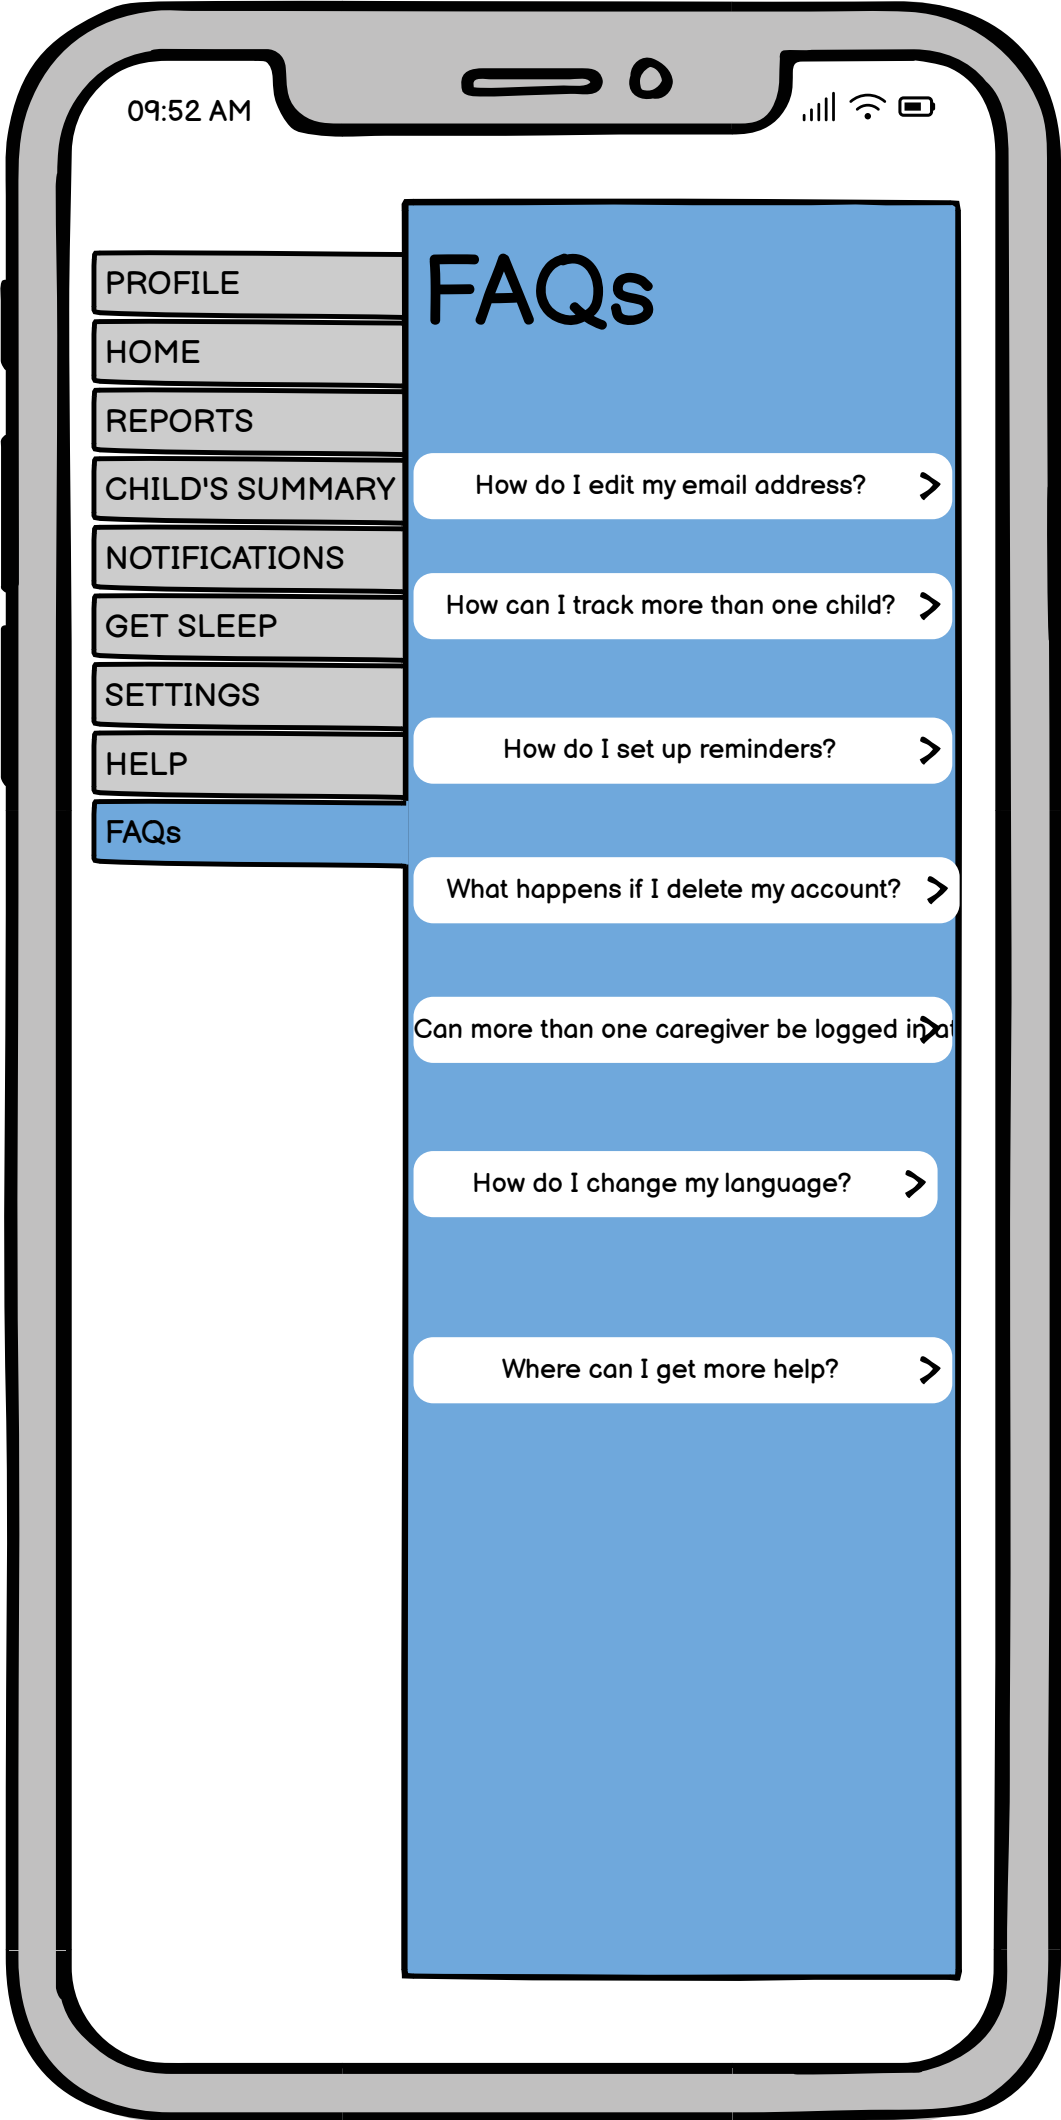 09:52 AM
PROFILE
HOME
REPORTS
CHILD'S SUMMARY
NOTIFICATIONS
GET SLEEP
SETTINGS
HELP
FAQs
FAQs
How do I edit my email address?
How can I track more than one child?
How do I set up reminders?
What happens if I delete my account?
Can more than one caregiver be logged in at
How do I change my language?
Where can I get more help?